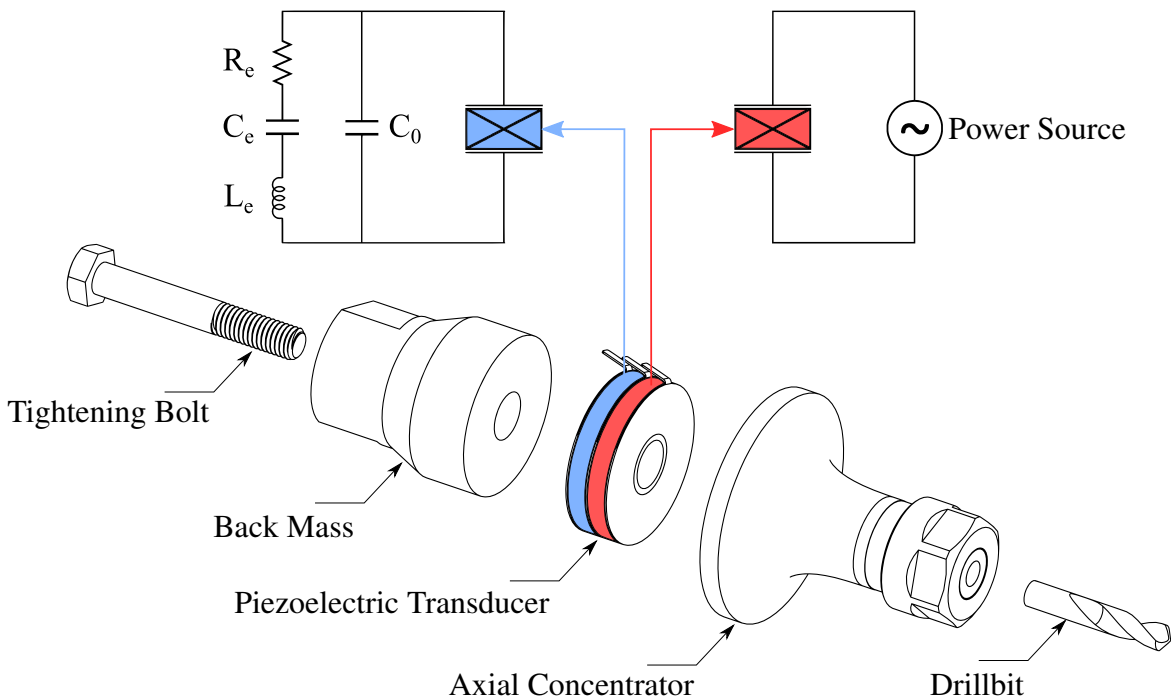 R_e
C_e
C_0
L_e
~
Power Source
Tightening Bolt
Back Mass
Piezoelectric Transducer
Axial Concentrator
Drillbit